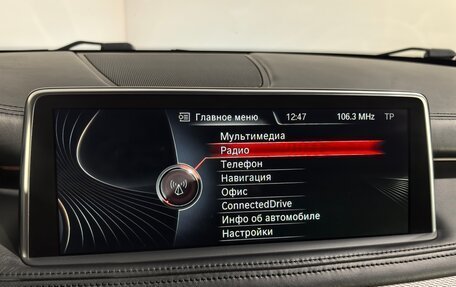 Главное меню 12:47 106.3 MHz TP
Мультимедиа
Радио
Телефон
Навигация
Офис
ConnectedDrive
Инфо об автомобиле
Настройки